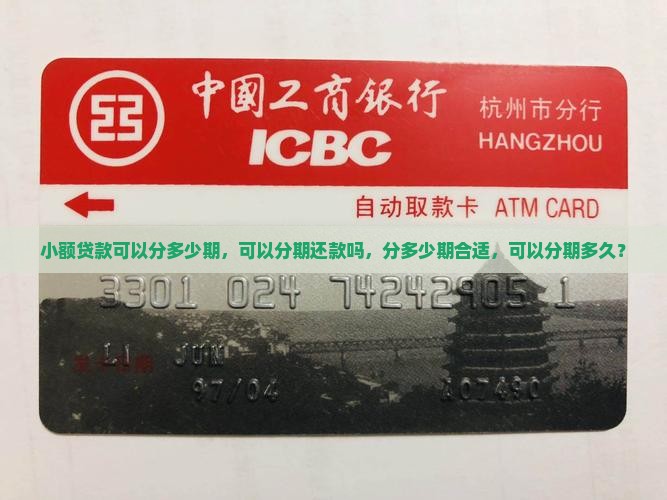 中國工商銀行
ICBC
杭州市分行
HANGZHOU
自动取款卡 ATM CARD
小额贷款可以分多少期，可以分期还款吗，分多少期合适，可以分期多久?
3301 024 74242905 1
LI JUN
97/04 A07490